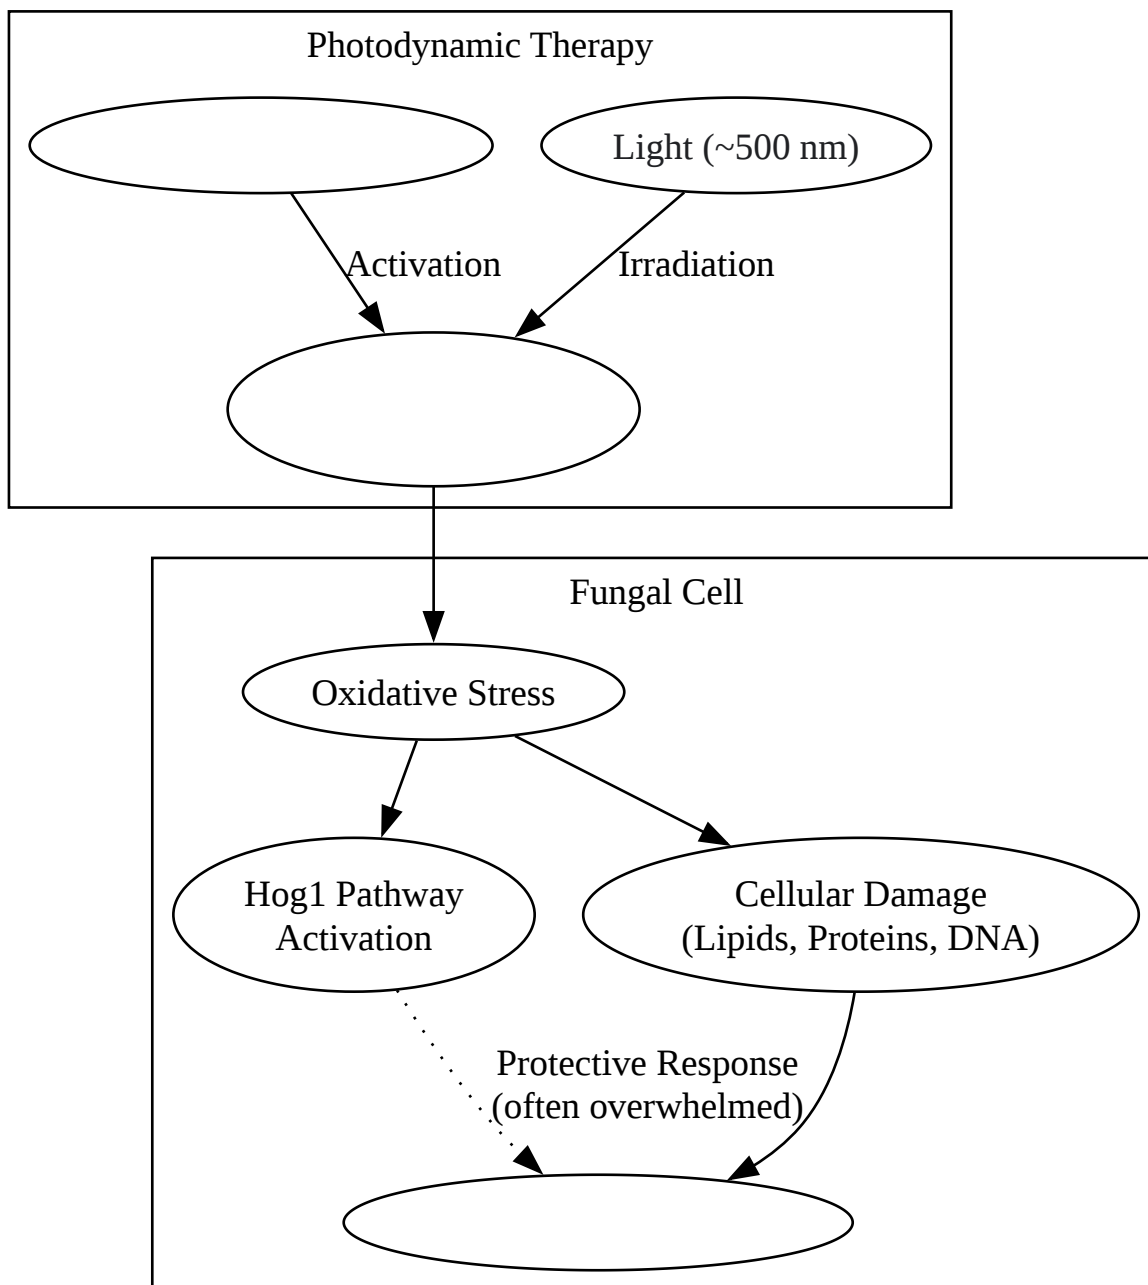 Photodynamic Therapy
Light (~500 nm)
Activation
Irradiation
Fungal Cell
Oxidative Stress
Hog1 Pathway
Activation
Cellular Damage
(Lipids, Proteins, DNA)
Protective Response
(often overwhelmed)